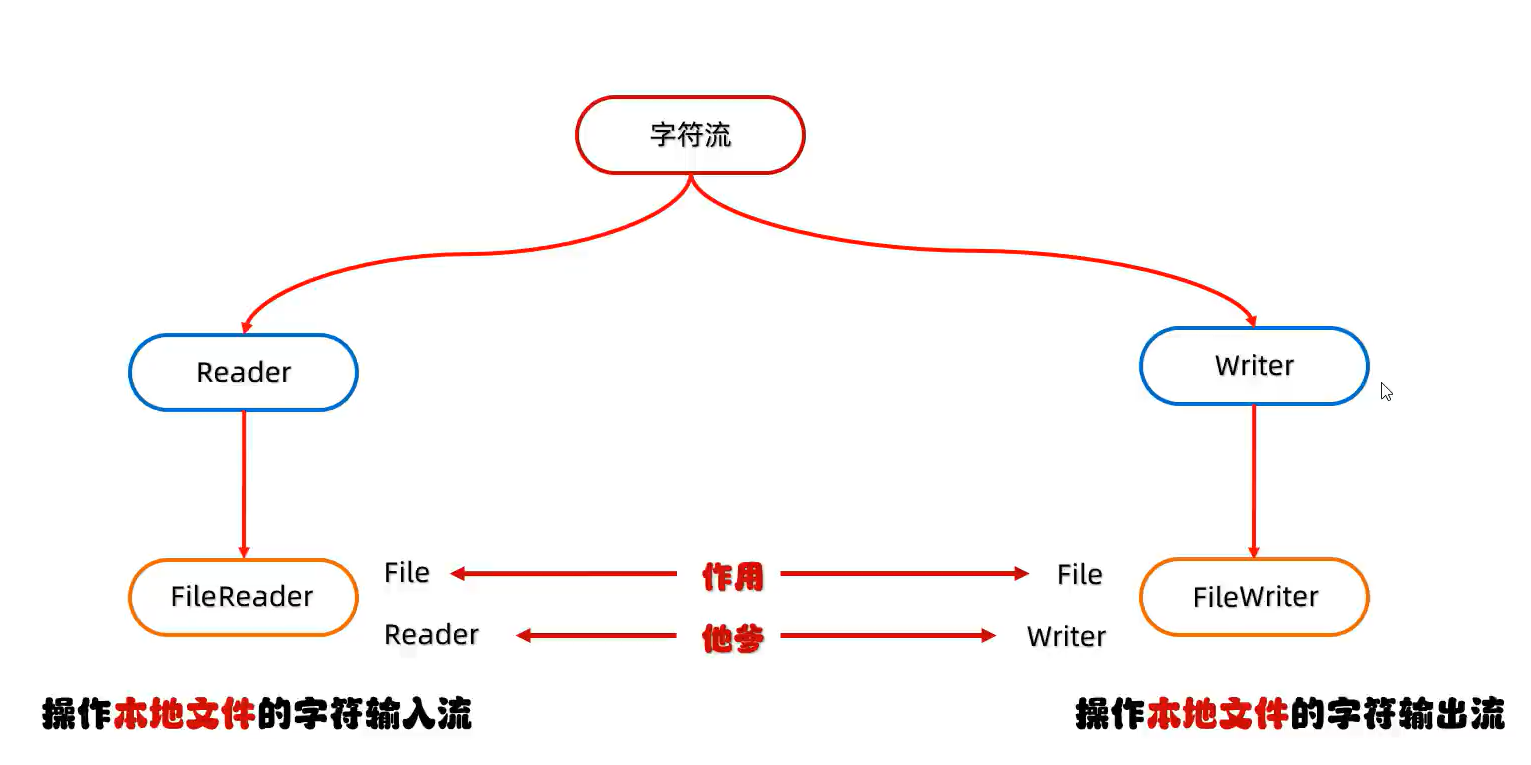 字符流
Reader
Writer
FileReader
File
作用
File
FileWriter
Reader
他爹
Writer
操作本地文件的字符输入流
操作本地文件的字符输出流